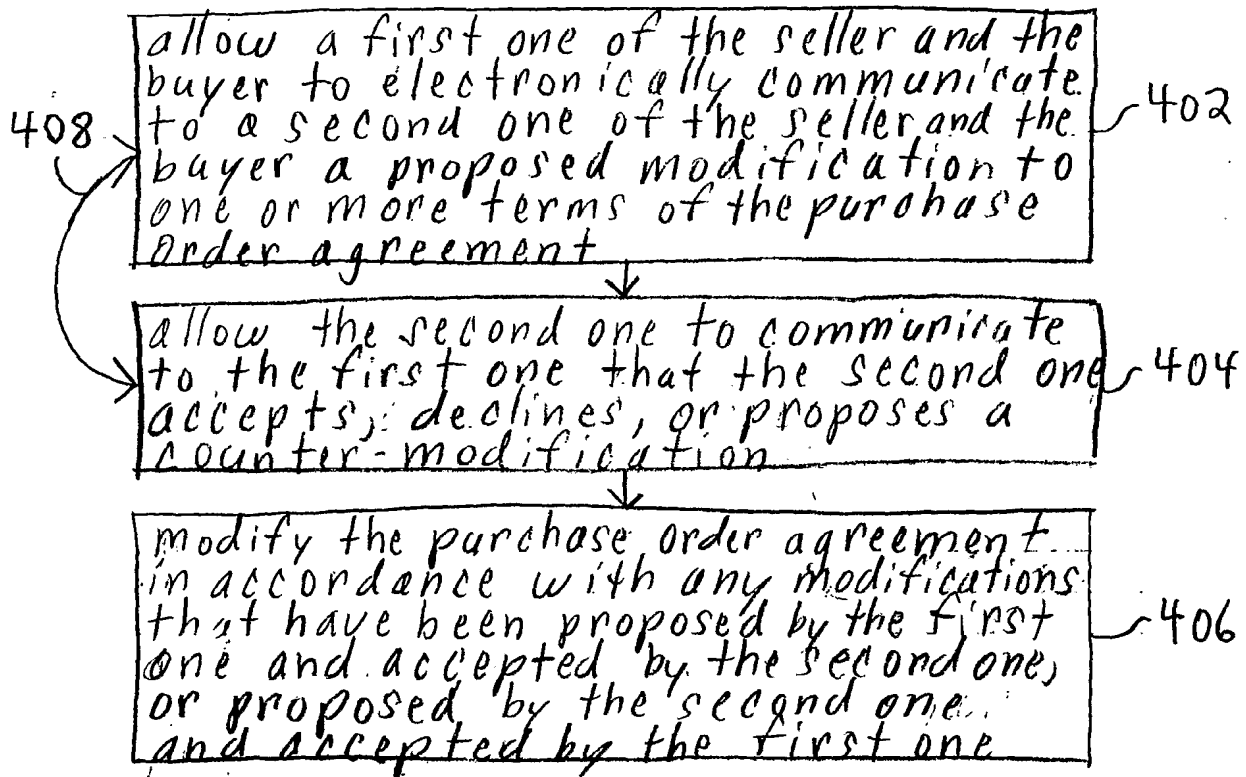 allow a first one of the seller and the
buyer to electronically communicate
to a second one of the seller and the
buyer a proposed modification to
one or more terms of the purchase
order agreement
402
408
allow the second one to communicate
to the first one that the second one
accepts, declines, or proposes a
counter-modification
404
modify the purchase order agreement
in accordance with any modifications
that have been proposed by the first
one and accepted by the second one,
or proposed by the second one
and accepted by the first one
406